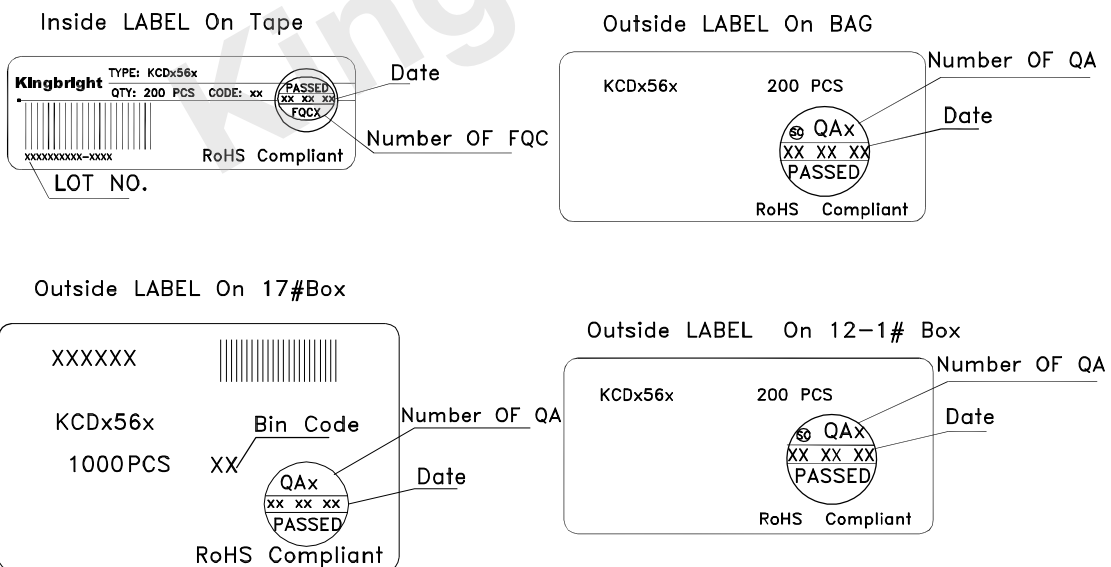 Inside LABEL On Tape
Kingbright
TYPE: KCDx56x
QTY: 200 PCS CODE: xx
PASSED
xx xx xx
FQCX
xxxxxxxxxx-xxxx
RoHS Compliant
Date
Number OF FQC
LOT NO.
Outside LABEL On BAG
KCDx56x 200 PCS
SC QAx
XX XX XX
PASSED
RoHS Compliant
Number OF QA
Date
Outside LABEL On 17#Box
XXXXXX
KCDx56x
1000PCS
Bin Code
XX
QAx
xx xx xx
PASSED
RoHS Compliant
Number OF QA
Date
Outside LABEL On 12-1# Box
KCDx56x 200 PCS
SC QAx
XX XX XX
PASSED
RoHS Compliant
Number OF QA
Date
King